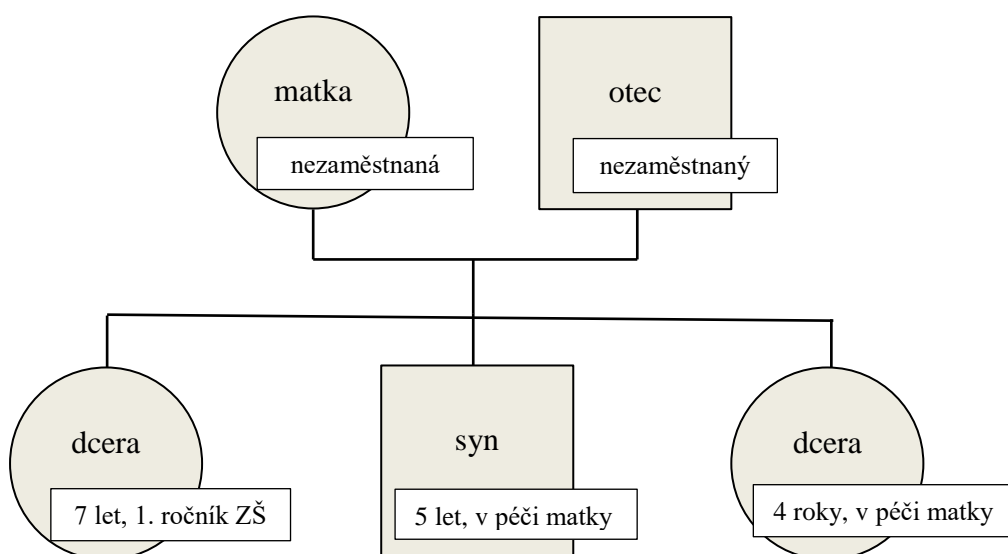 matka
otec
nezaměstnaná
nezaměstnaný
dcera
syn
dcera
7 let, 1. ročník ZŠ
5 let, v péči matky
4 roky, v péči matky